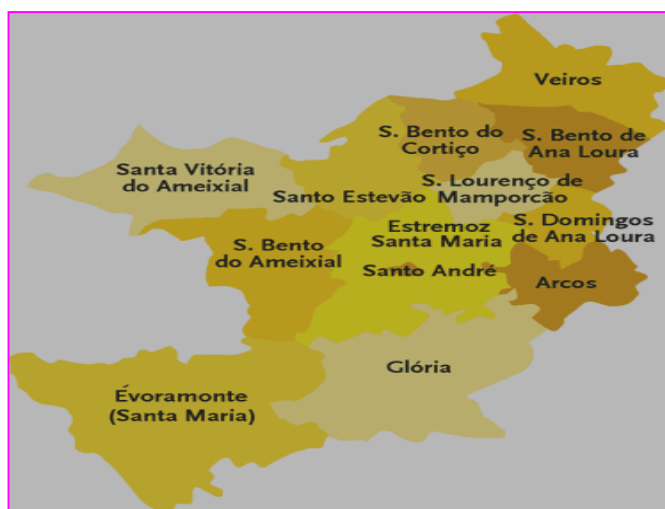 Veiros
S. Bento do
Cortiço
S. Bento de
Ana Loura
Santa Vitória
do Ameixial
Santo Estevão
S. Lourenço de
Mamporcão
Estremoz
Santa Maria
S. Domingos
de Ana Loura
S. Bento
do Ameixial
Santo André
Arcos
Glória
Évoramonte
(Santa Maria)